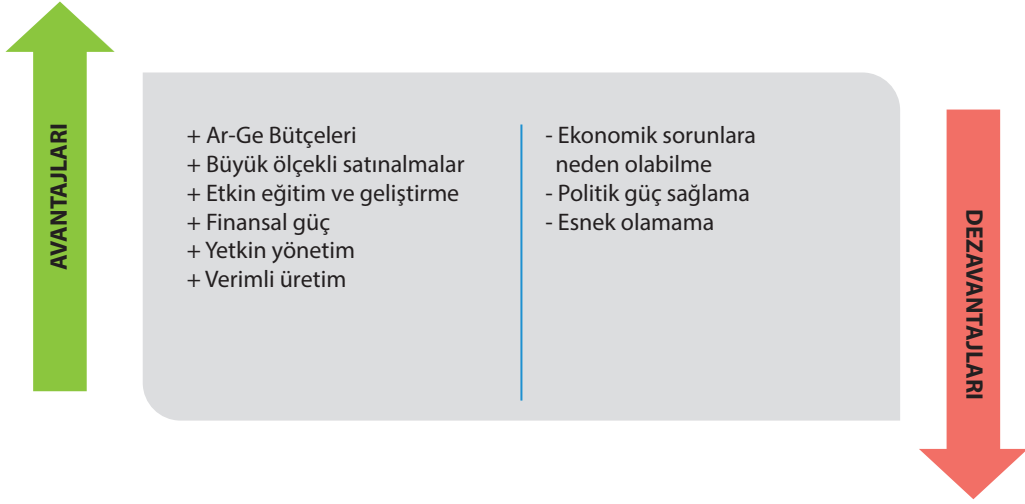 AVANTAJLARI
+ Ar-Ge Bütçeleri
+ Büyük ölçekli satınalmalar
+ Etkin eğitim ve geliştirme
+ Finansal güç
+ Yetkin yönetim
+ Verimli üretim
- Ekonomik sorunlara
neden olabilme
- Politik güç sağlama
- Esnek olamama
DEZAVANTAJLARI